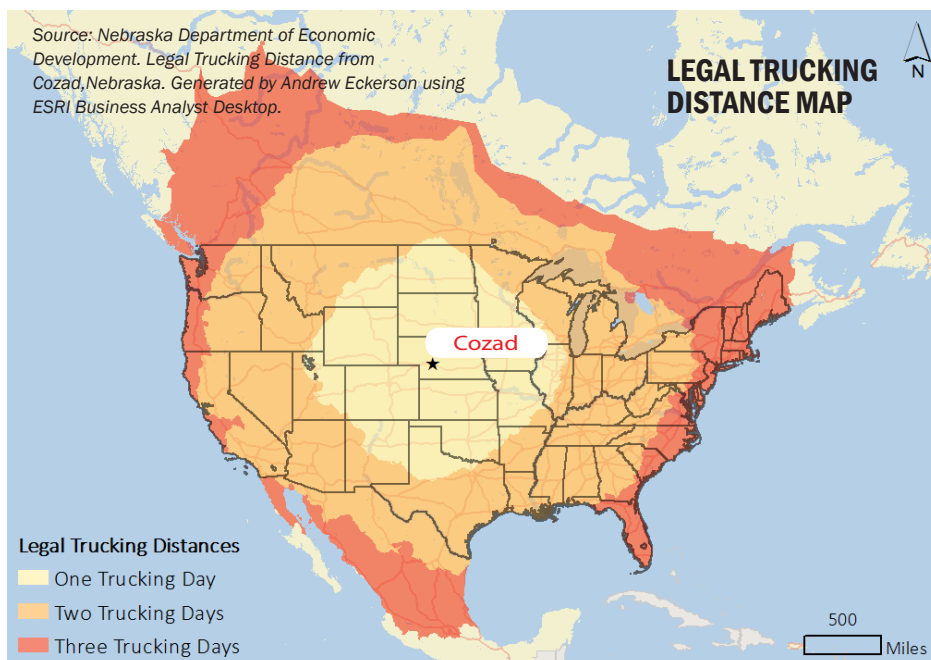 Source: Nebraska Department of Economic
Development. Legal Trucking Distance from
Cozad,Nebraska. Generated by Andrew Eckerson using
ESRI Business Analyst Desktop.
LEGAL TRUCKING
DISTANCE MAP
N
Cozad
Legal Trucking Distances
One Trucking Day
Two Trucking Days
Three Trucking Days
500
Miles